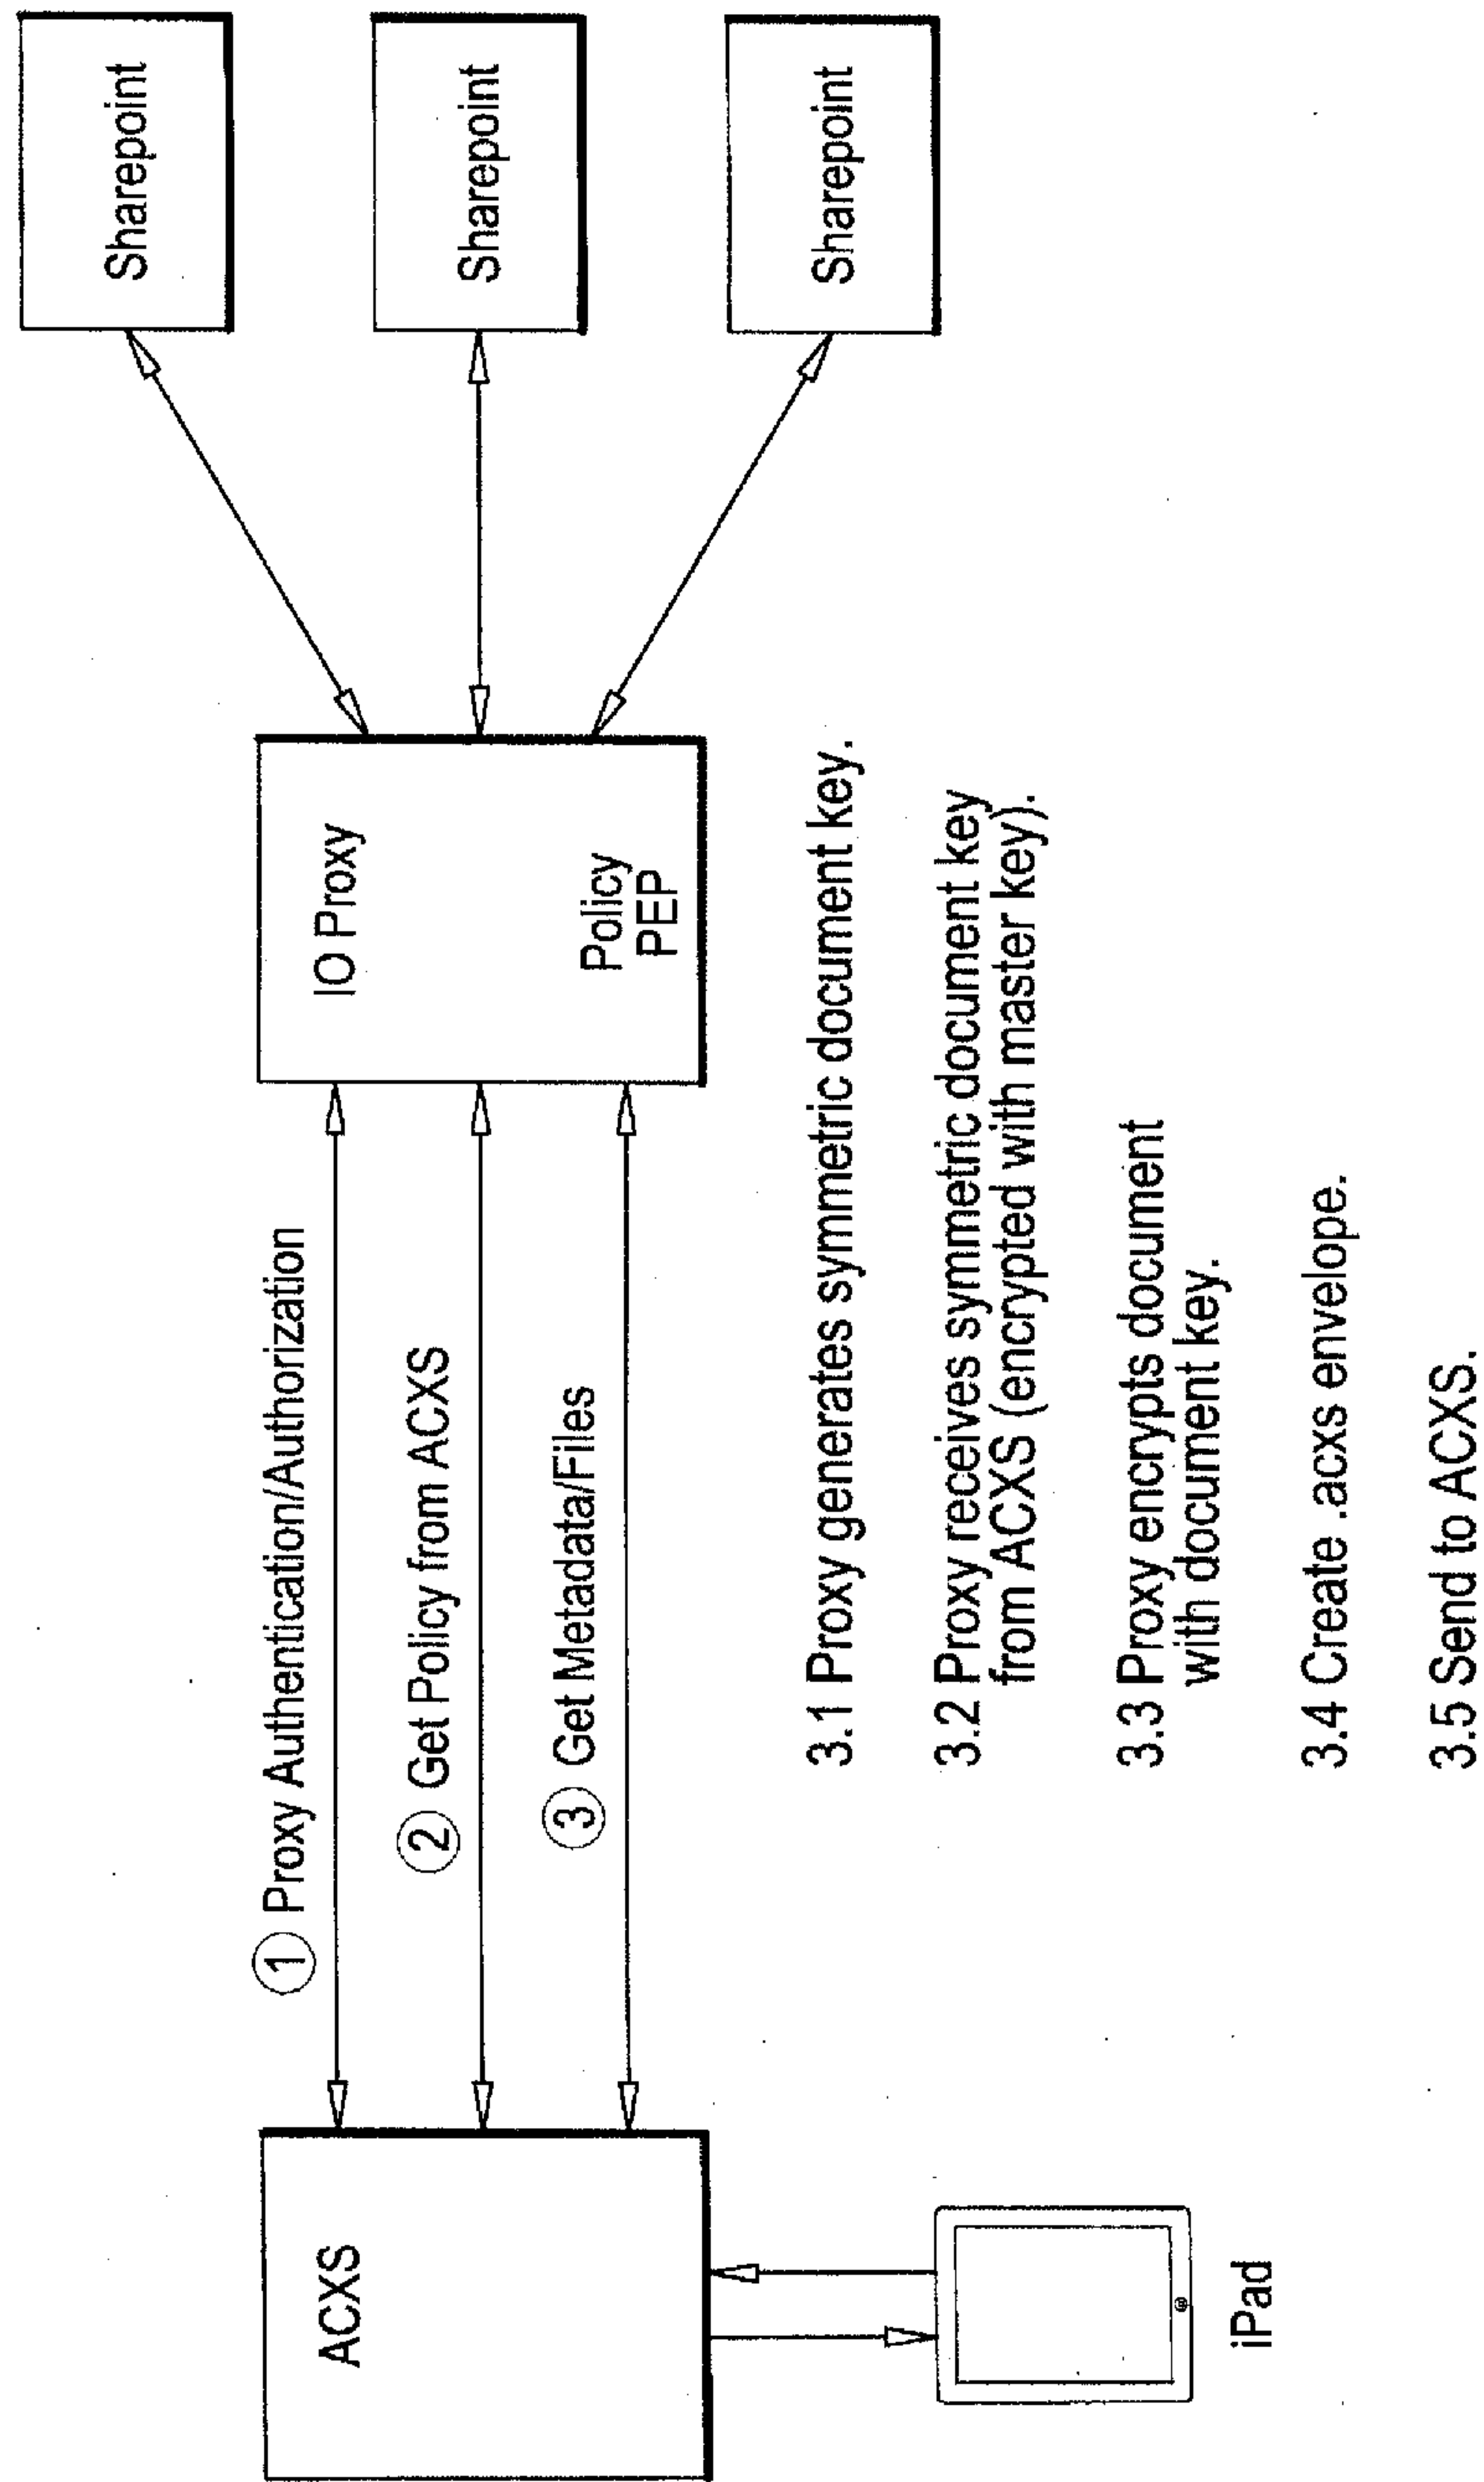 Sharepoint
Sharepoint
Sharepoint
IO Proxy
Policy
PEP
1 Proxy Authentication/Authorization
2 Get Policy from ACXS
3 Get Metadata/Files
ACXS
iPad
3.1 Proxy generates symmetric document key.
3.2 Proxy receives symmetric document key
from ACXS (encrypted with master key).
3.3 Proxy encrypts document
with document key.
3.4 Create .acxs envelope.
3.5 Send to ACXS.